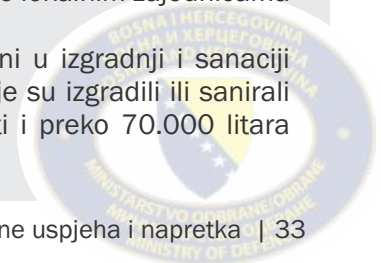 lokalnim zajednicama
ni u izgradnji i sanaciji
je su izgradili ili sanirali
ti i preko 70.000 litara
BOSNA I HERCEGOVINA
БОСНА И ХЕРЦЕГОВИНА
MINISTARSTVO ODBRANE/OBRANE
MINISTRY OF DEFENCE
ne uspjeha i napretka | 33